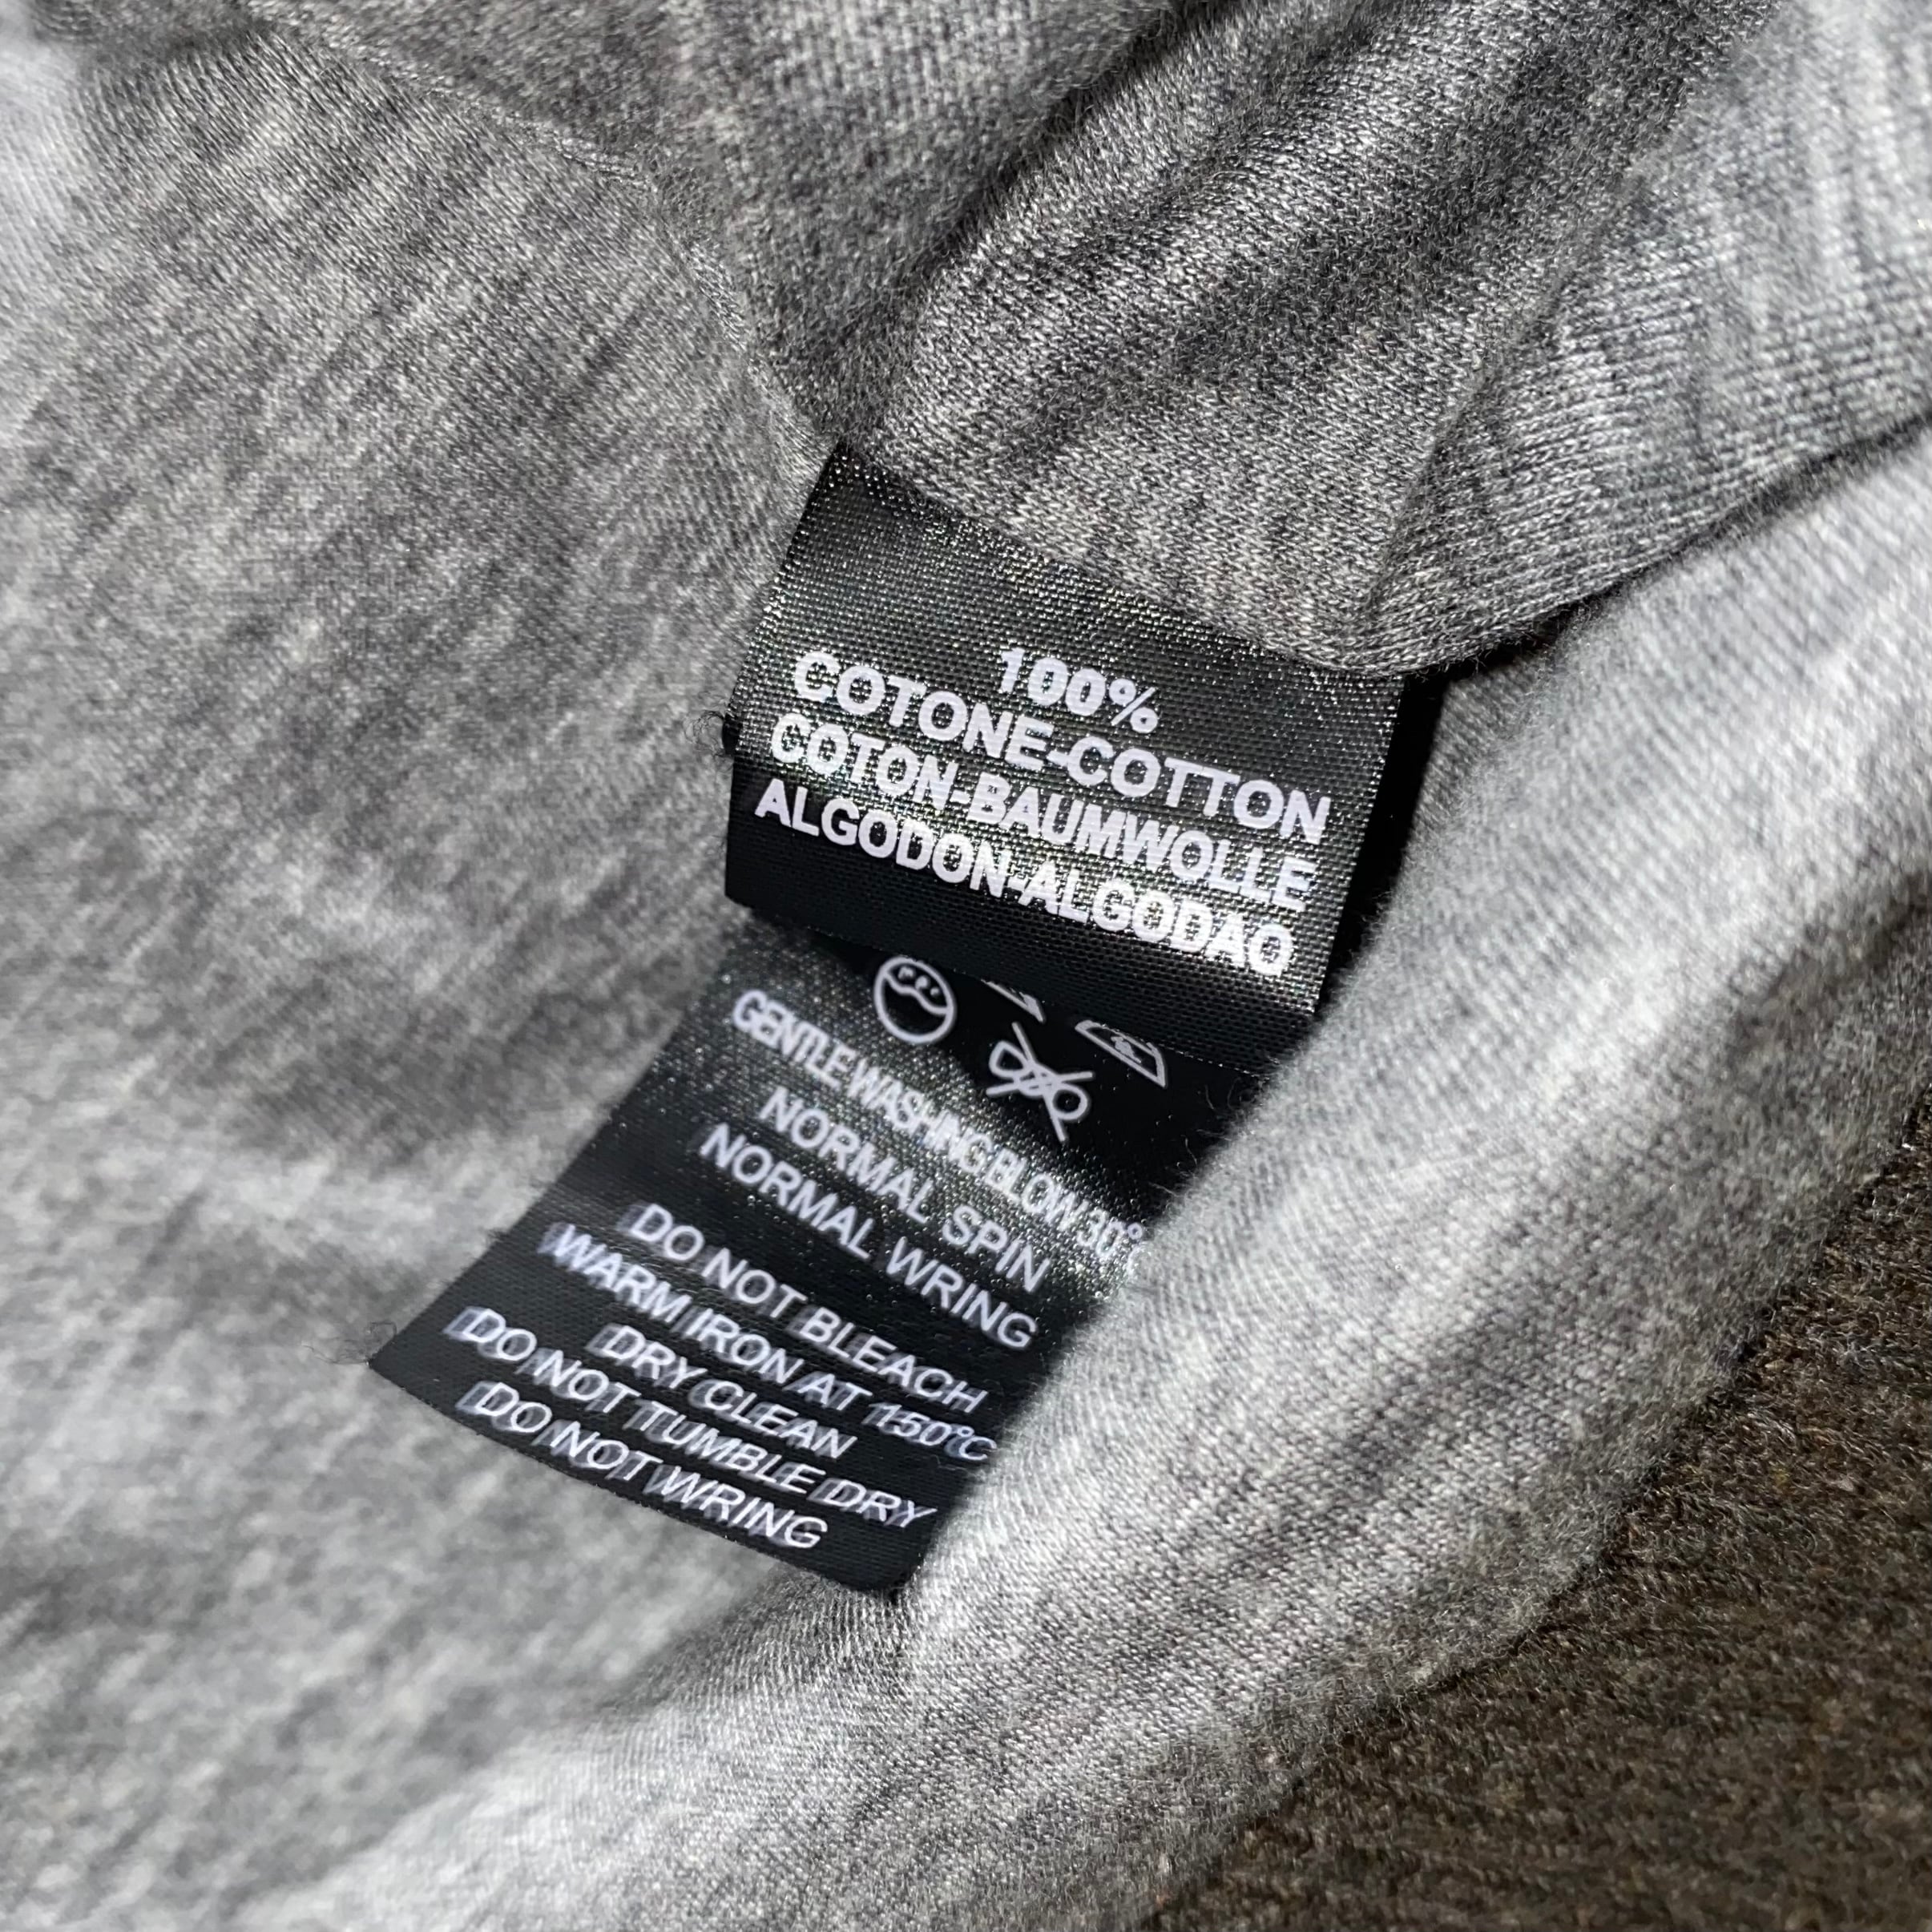 100%
COTONE-COTTON
COTON-BAUMWOLLE
ALGODON-ALGODAO
GENTLE WASHING BLOW 30°C
NORMAL SPIN
NORMAL WRING
DO NOT BLEACH
WARM IRON AT 150°C
DRY CLEAN
DO NOT TUMBLE DRY
DO NOT WRING